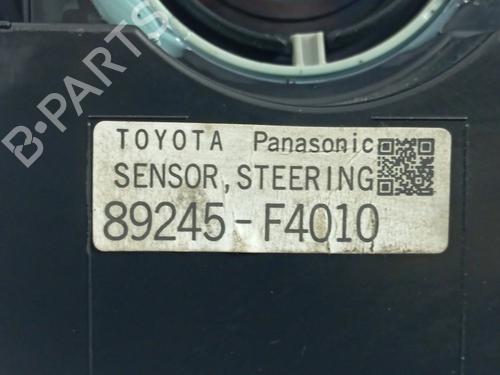 B-Parts
TOYOTA Panasonic
SENSOR, STEERING
89245-F4010